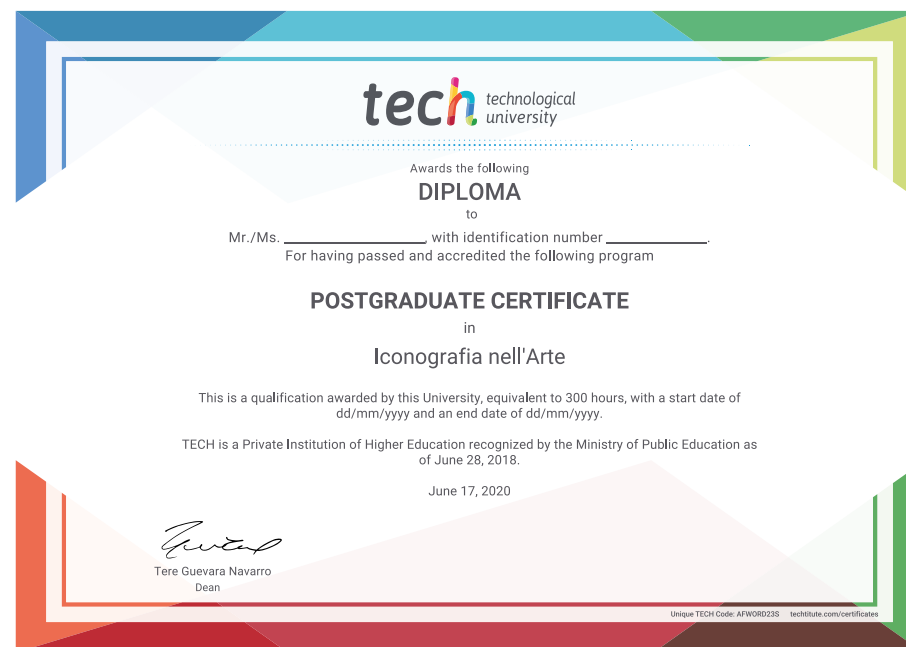 tech technological
university
Awards the following
DIPLOMA
to
Mr./Ms. ____________________, with identification number ______________.
For having passed and accredited the following program
POSTGRADUATE CERTIFICATE
in
Iconografia nell'Arte
This is a qualification awarded by this University, equivalent to 300 hours, with a start date of
dd/mm/yyyy and an end date of dd/mm/yyyy.
TECH is a Private Institution of Higher Education recognized by the Ministry of Public Education as
of June 28, 2018.
June 17, 2020
Tere Guevara Navarro
Dean
Unique TECH Code: AFWORD23S techtitute.com/certificates